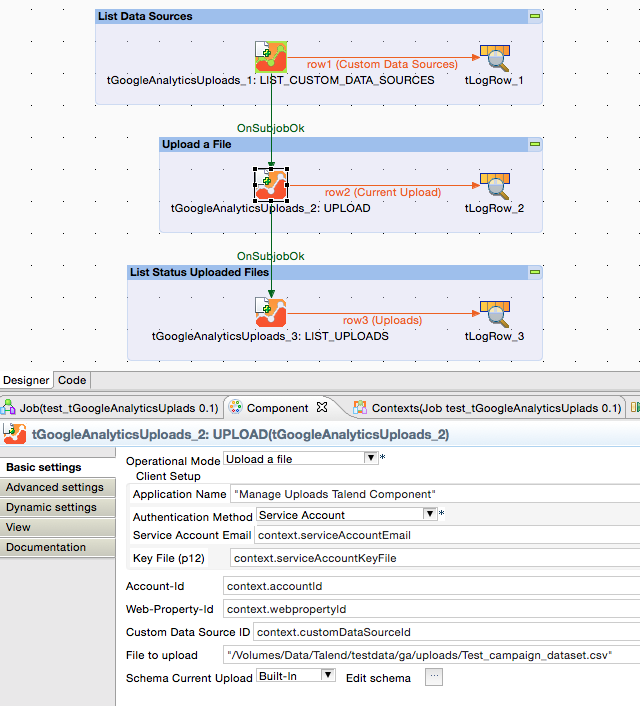 List Data Sources
row1 (Custom Data Sources)
tGoogleAnalyticsUploads_1: LIST_CUSTOM_DATA_SOURCES
tLogRow_1
OnSubjobOk
Upload a File
row2 (Current Upload)
tGoogleAnalyticsUploads_2: UPLOAD
tLogRow_2
OnSubjobOk
List Status Uploaded Files
row3 (Uploads)
tGoogleAnalyticsUploads_3: LIST_UPLOADS
tLogRow_3
Designer Code
Job(test_tGoogleAnalyticsUplads 0.1) Component Contexts(Job test_tGoogleAnalyticsUplads 0.1)
tGoogleAnalyticsUploads_2: UPLOAD(tGoogleAnalyticsUploads_2)
Basic settings
Advanced settings
Dynamic settings
View
Documentation
Operational Mode Upload a file *
Client Setup
Application Name "Manage Uploads Talend Component"
Authentication Method Service Account *
Service Account Email context.serviceAccountEmail
Key File (p12) context.serviceAccountKeyFile
Account-Id context.accountId
Web-Property-Id context.webpropertyId
Custom Data Source ID context.customDataSourceId
File to upload "/Volumes/Data/Talend/testdata/ga/uploads/Test_campaign_dataset.csv"
Schema Current Upload Built-In Edit schema ...